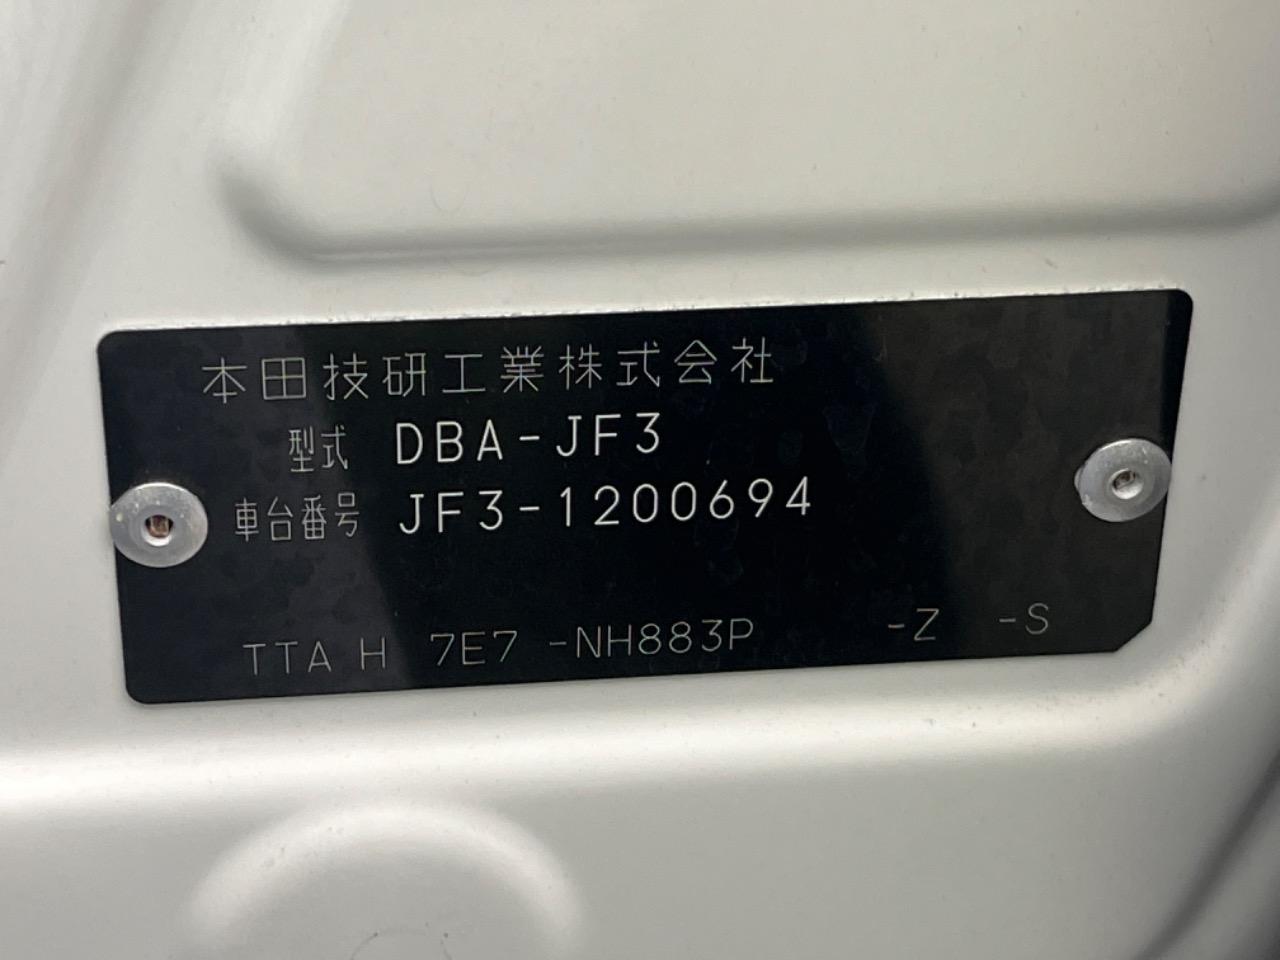 本田技研工業株式会社
型式 DBA-JF3
車台番号 JF3-1200694
TTA H 7E7 -NH883P -Z -S